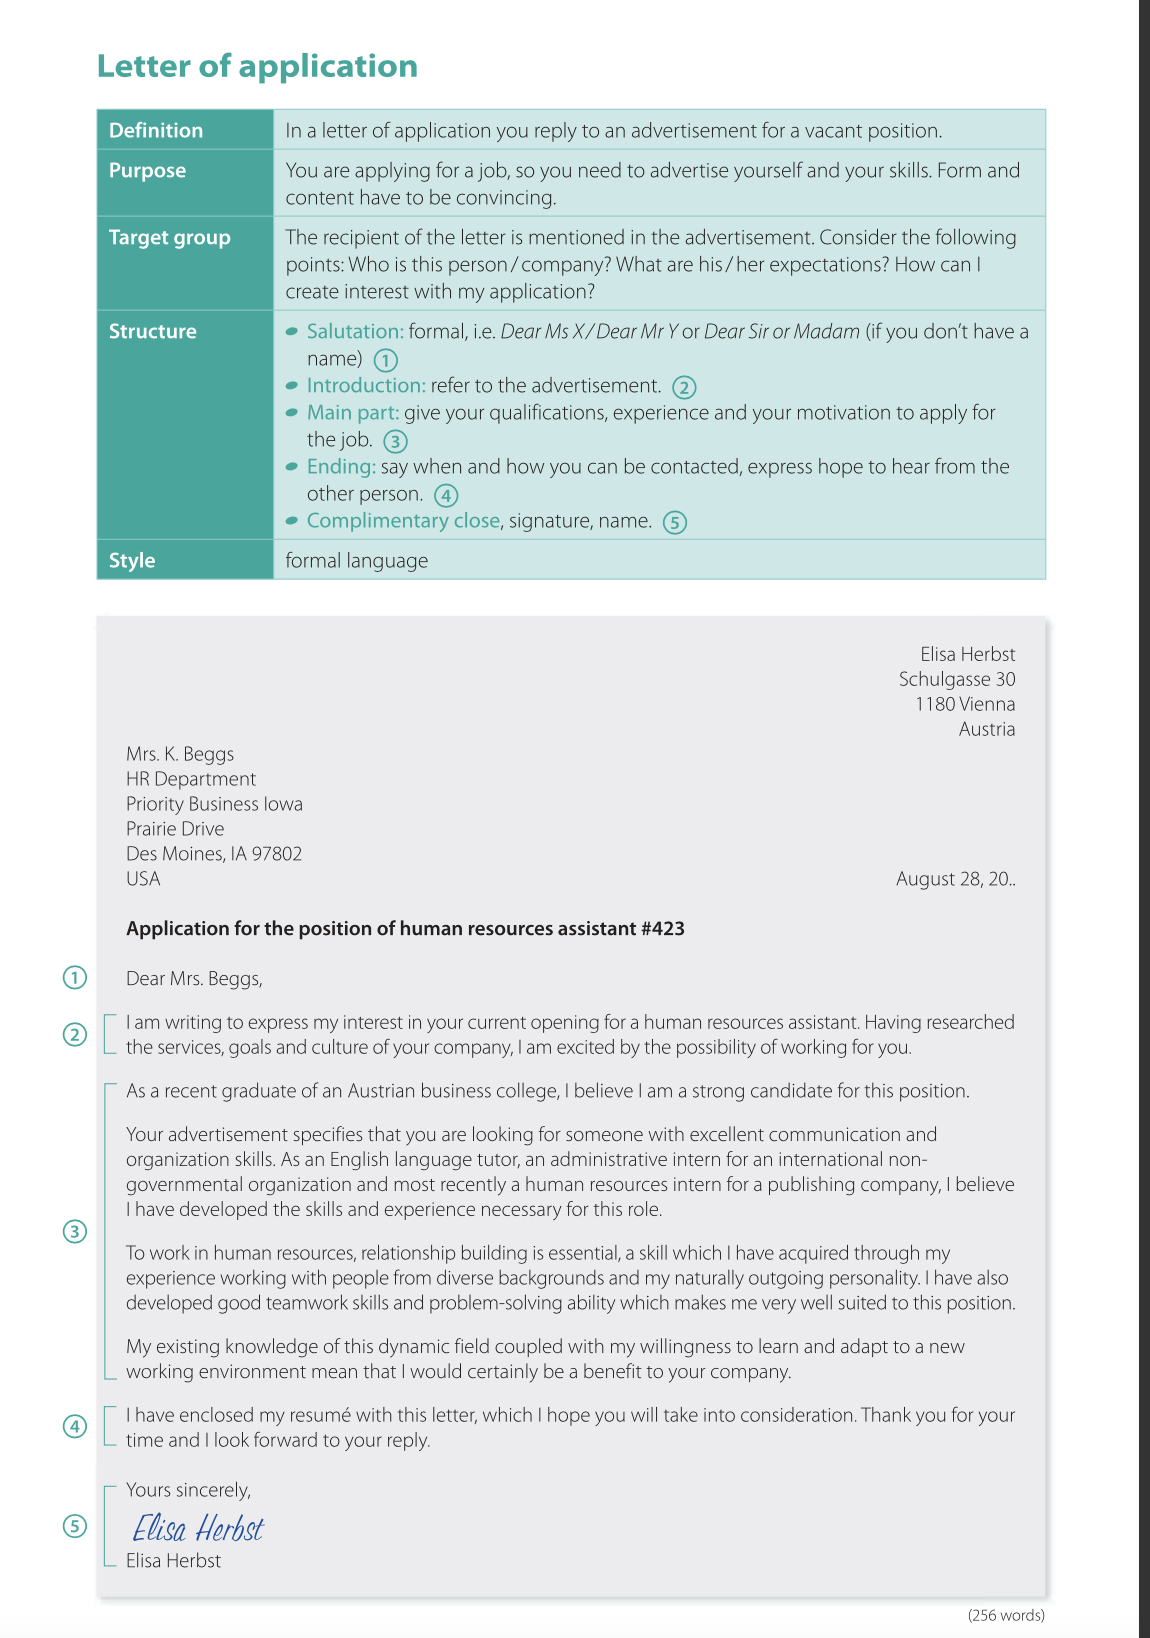 Letter of application
Definition
In a letter of application you reply to an advertisement for a vacant position.
Purpose
You are applying for a job, so you need to advertise yourself and your skills. Form and
content have to be convincing.
Target group
The recipient of the letter is mentioned in the advertisement. Consider the following
points: Who is this person / company? What are his / her expectations? How can I
create interest with my application?
Structure
• Salutation: formal, i.e. Dear Ms X / Dear Mr Y or Dear Sir or Madam (if you don't have a
name) ①
• Introduction: refer to the advertisement. ②
• Main part: give your qualifications, experience and your motivation to apply for
the job. ③
• Ending: say when and how you can be contacted, express hope to hear from the
other person. ④
• Complimentary close, signature, name. ⑤
Style
formal language
Elisa Herbst
Schulgasse 30
1180 Vienna
Austria
Mrs. K. Beggs
HR Department
Priority Business Iowa
Prairie Drive
Des Moines, IA 97802
USA
August 28, 20..
Application for the position of human resources assistant #423
① Dear Mrs. Beggs,
② I am writing to express my interest in your current opening for a human resources assistant. Having researched
the services, goals and culture of your company, I am excited by the possibility of working for you.
As a recent graduate of an Austrian business college, I believe I am a strong candidate for this position.
Your advertisement specifies that you are looking for someone with excellent communication and
organization skills. As an English language tutor, an administrative intern for an international non-
governmental organization and most recently a human resources intern for a publishing company, I believe
I have developed the skills and experience necessary for this role.
③
To work in human resources, relationship building is essential, a skill which I have acquired through my
experience working with people from diverse backgrounds and my naturally outgoing personality. I have also
developed good teamwork skills and problem-solving ability which makes me very well suited to this position.
My existing knowledge of this dynamic field coupled with my willingness to learn and adapt to a new
working environment mean that I would certainly be a benefit to your company.
④ I have enclosed my resumé with this letter, which I hope you will take into consideration. Thank you for your
time and I look forward to your reply.
Yours sincerely,
⑤ Elisa Herbst
Elisa Herbst
(256 words)